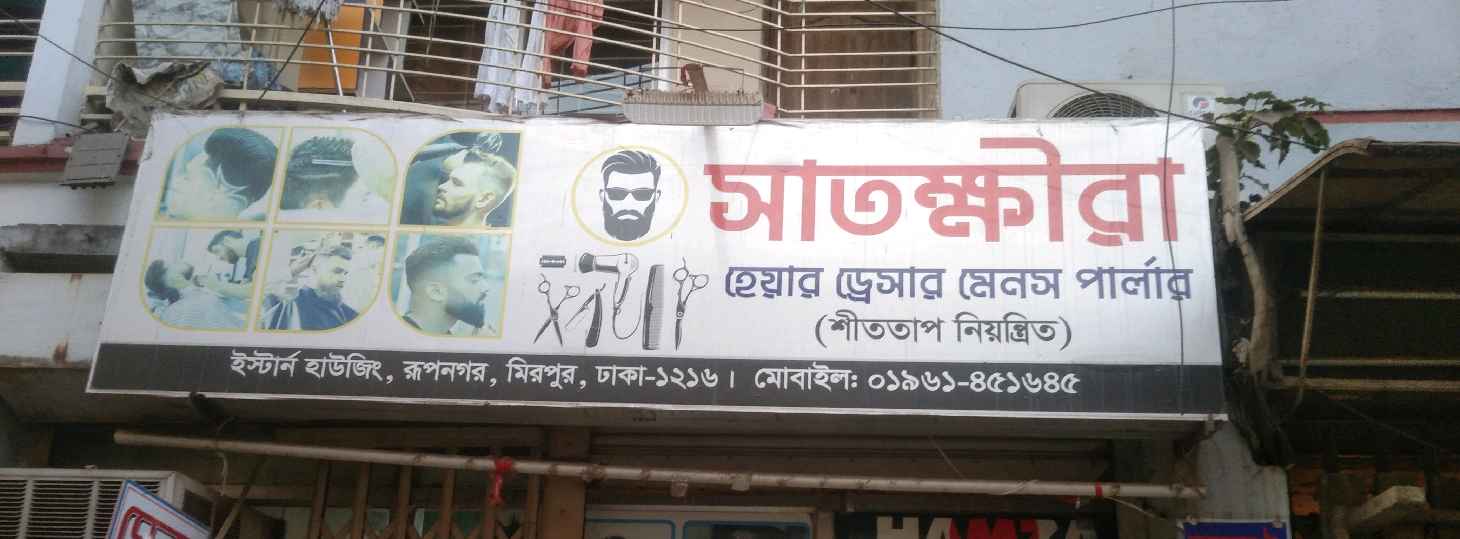 সাতক্ষীরা
হেয়ার ড্রেসার মেনস পার্লার
(শীততাপ নিয়ন্ত্রিত)
ইস্টার্ন হাউজিং, রূপনগর, মিরপুর, ঢাকা-১২১৬। মোবাইল: ০১৯৬১-৪৫১৬৪৫